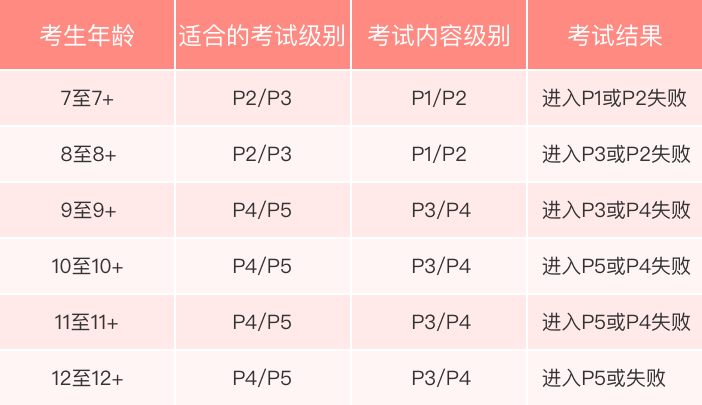 考生年龄 适合的考试级别 考试内容级别 考试结果
7至7+ P2/P3 P1/P2 进入P1或P2失败
8至8+ P2/P3 P1/P2 进入P3或P2失败
9至9+ P4/P5 P3/P4 进入P3或P4失败
10至10+ P4/P5 P3/P4 进入P5或P4失败
11至11+ P4/P5 P3/P4 进入P5或P4失败
12至12+ P4/P5 P3/P4 进入P5或失败